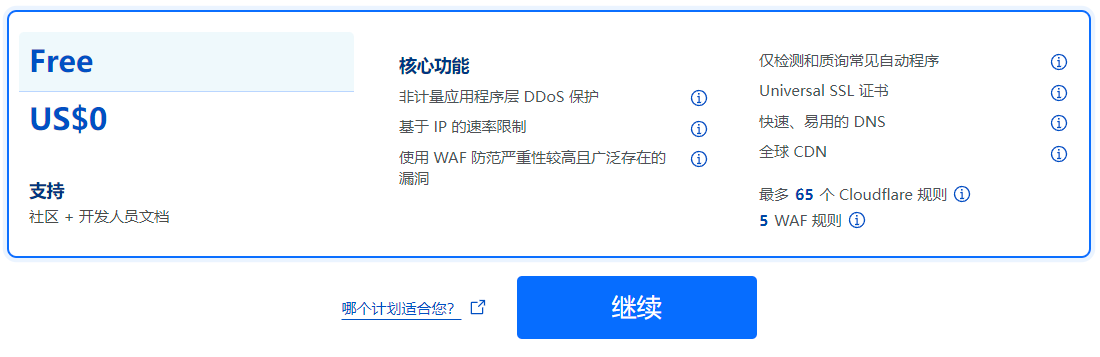 Free
US$0
支持
社区 + 开发人员文档
核心功能
非计量应用程序层 DDoS 保护
基于 IP 的速率限制
使用 WAF 防范严重性较高且广泛存在的
漏洞
仅检测和质询常见自动程序
Universal SSL 证书
快速、易用的 DNS
全球 CDN
最多 65 个 Cloudflare 规则
5 WAF 规则
哪个计划适合您?
继续